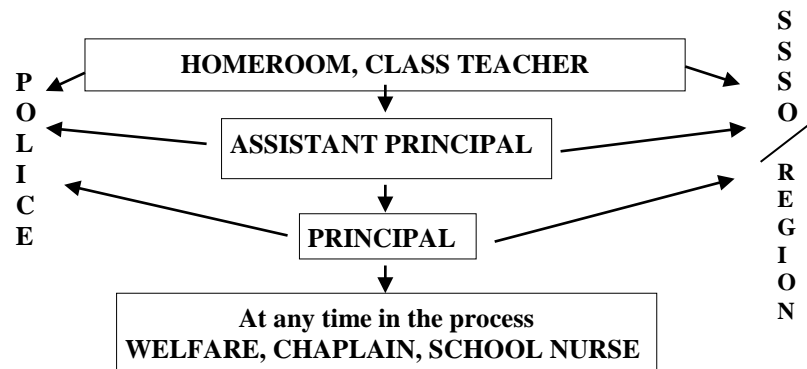 POLICE
HOMEROOM, CLASS TEACHER
ASSISTANT PRINCIPAL
PRINCIPAL
At any time in the process
WELFARE, CHAPLAIN, SCHOOL NURSE
SSSO/REGION